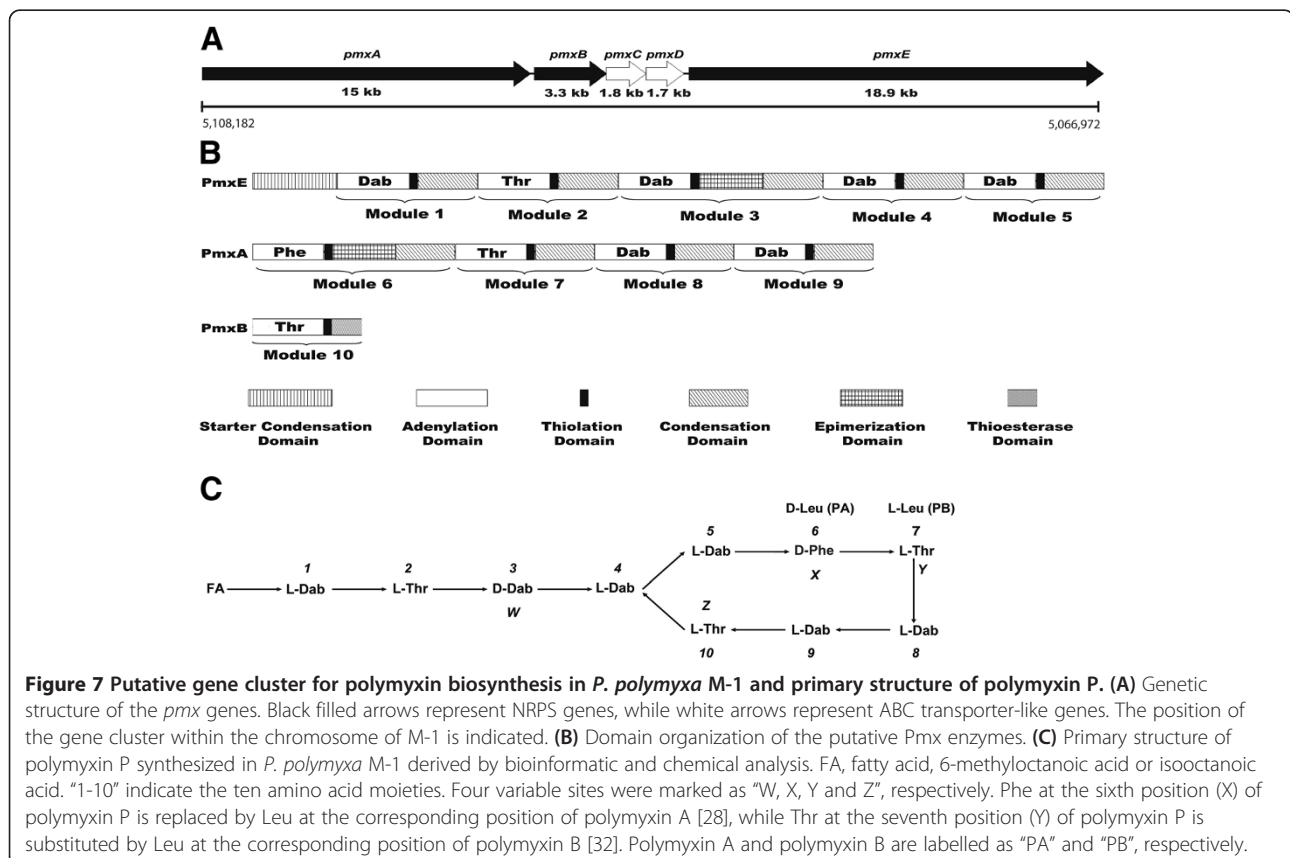 A
pmxA pmxB pmxC pmxD pmxE
15 kb 3.3 kb 1.8 kb 1.7 kb 18.9 kb
5,108,182 5,066,972
B
PmxE Dab Thr Dab Dab Dab
Module 1 Module 2 Module 3 Module 4 Module 5
PmxA Phe Thr Dab Dab
Module 6 Module 7 Module 8 Module 9
PmxB Thr
Module 10
Starter Condensation Domain Adenylation Domain Thiolation Domain Condensation Domain Epimerization Domain Thioesterase Domain
C
D-Leu (PA) L-Leu (PB)
5 6 7
L-Dab D-Phe L-Thr
X Y
1 2 3 4
FA L-Dab L-Thr D-Dab L-Dab
W
Z
L-Thr L-Dab L-Dab
10 9 8
Figure 7 Putative gene cluster for polymyxin biosynthesis in P. polymyxa M-1 and primary structure of polymyxin P. (A) Genetic
structure of the pmx genes. Black filled arrows represent NRPS genes, while white arrows represent ABC transporter-like genes. The position of
the gene cluster within the chromosome of M-1 is indicated. (B) Domain organization of the putative Pmx enzymes. (C) Primary structure of
polymyxin P synthesized in P. polymyxa M-1 derived by bioinformatic and chemical analysis. FA, fatty acid, 6-methyloctanoic acid or isooctanoic
acid. "1-10" indicate the ten amino acid moieties. Four variable sites were marked as "W, X, Y and Z", respectively. Phe at the sixth position (X) of
polymyxin P is replaced by Leu at the corresponding position of polymyxin A [28], while Thr at the seventh position (Y) of polymyxin P is
substituted by Leu at the corresponding position of polymyxin B [32]. Polymyxin A and polymyxin B are labelled as "PA" and "PB", respectively.